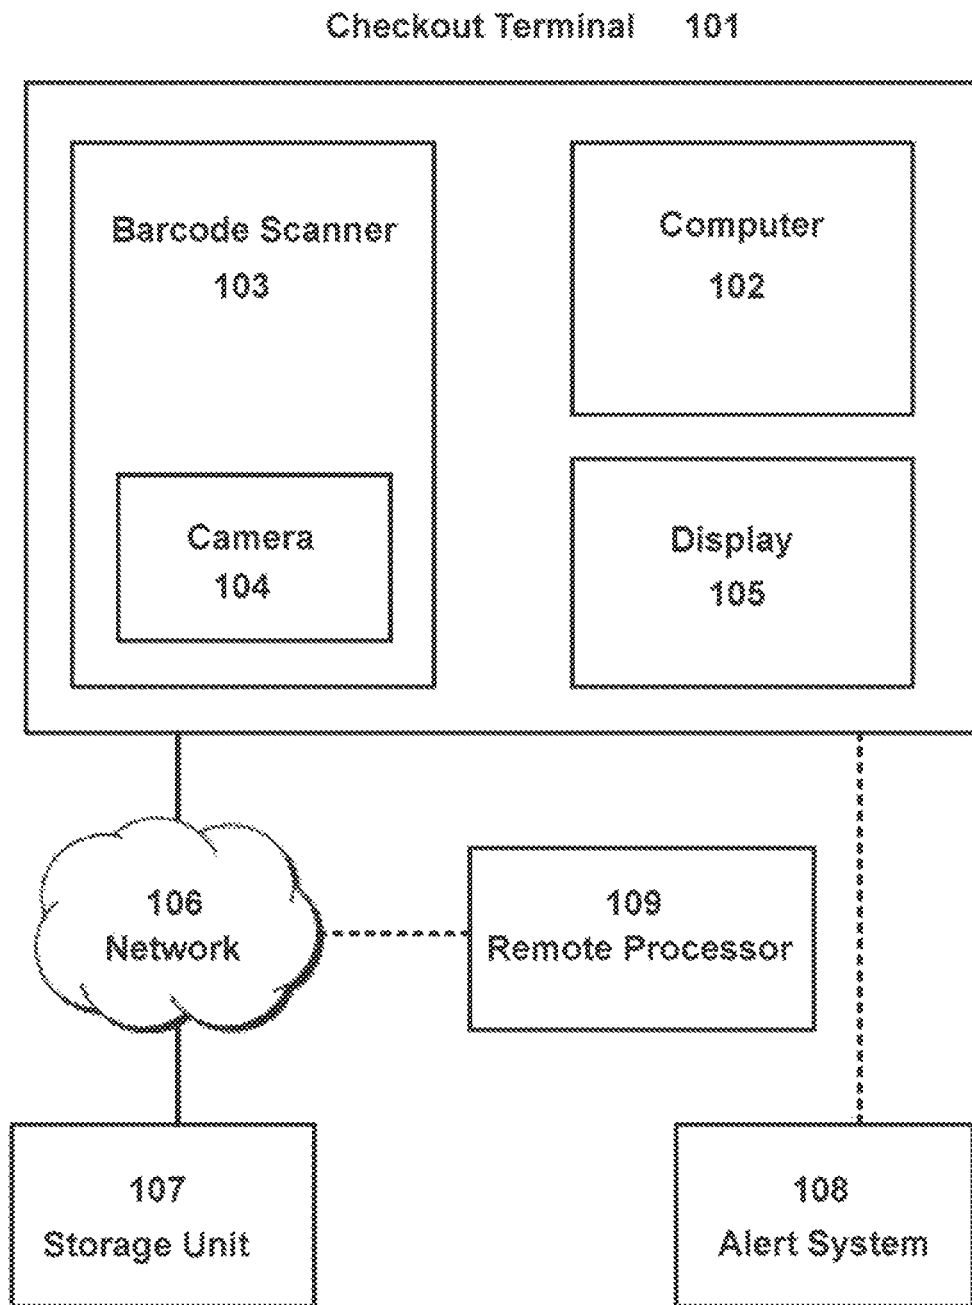 Checkout Terminal 101
Barcode Scanner
103
Computer
102
Camera
104
Display
105
106
Network
109
Remote Processor
107
Storage Unit
108
Alert System